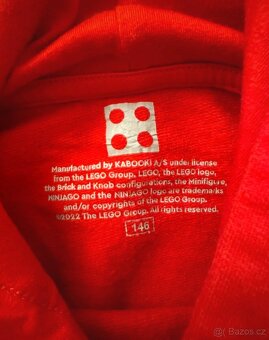 Manufactured by KABOOKI A/S under license
from the LEGO Group. LEGO, the LEGO logo,
the Brick and Knob configurations, the Minifigure,
NINJAGO and the NINJAGO logo are trademarks
and/or copyrights of the LEGO Group.
©2022 The LEGO Group. All rights reserved.
146
Bazos.cz